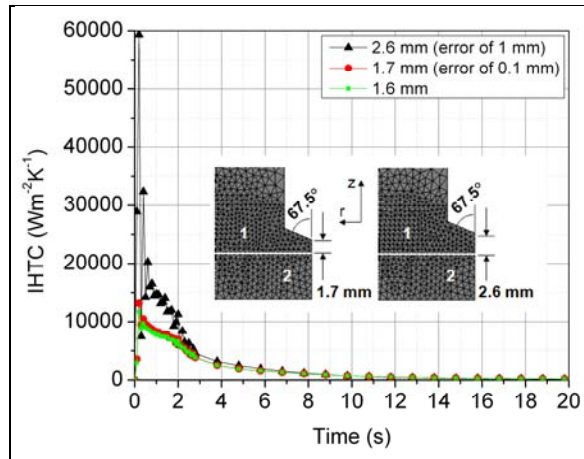 60000
50000
40000
30000
20000
10000
0
IHTC (Wm⁻²K⁻¹)
2.6 mm (error of 1 mm)
1.7 mm (error of 0.1 mm)
1.6 mm
67.5°
1
2
1.7 mm
z
r
67.5°
1
2
2.6 mm
0 2 4 6 8 10 12 14 16 18 20
Time (s)